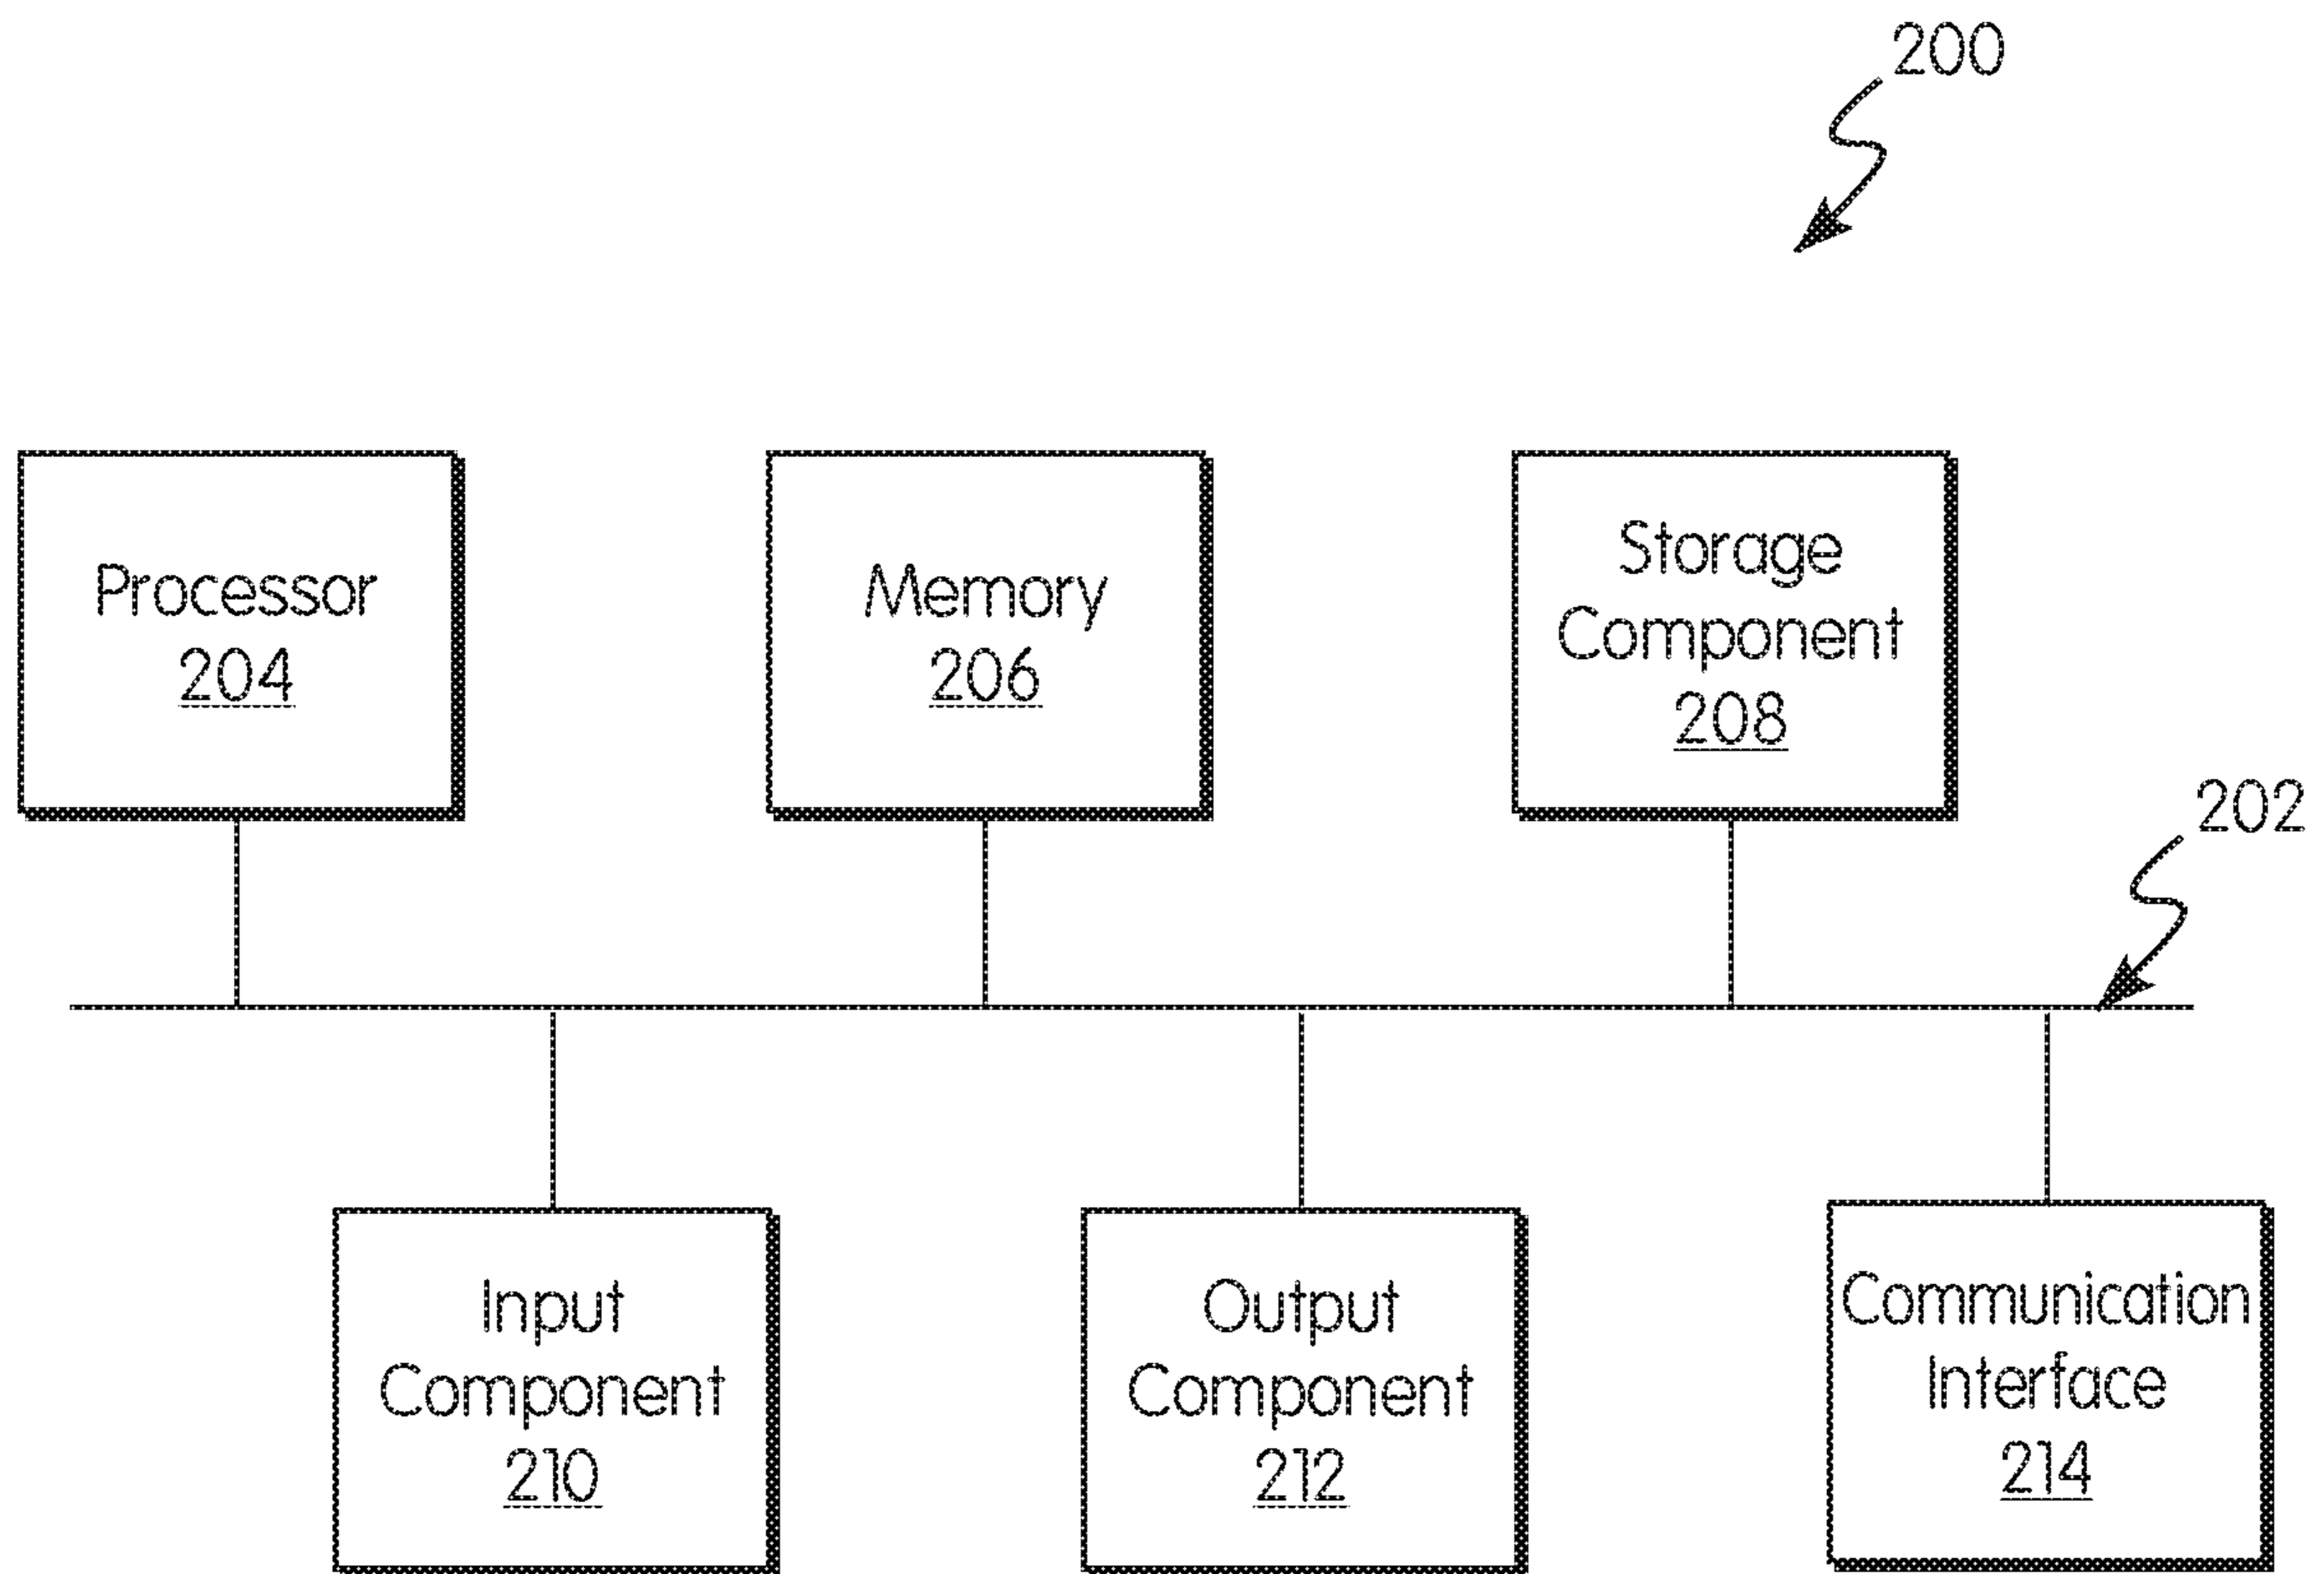 200
Processor
204
Memory
206
Storage
Component
208
202
Input
Component
210
Output
Component
212
Communication
Interface
214